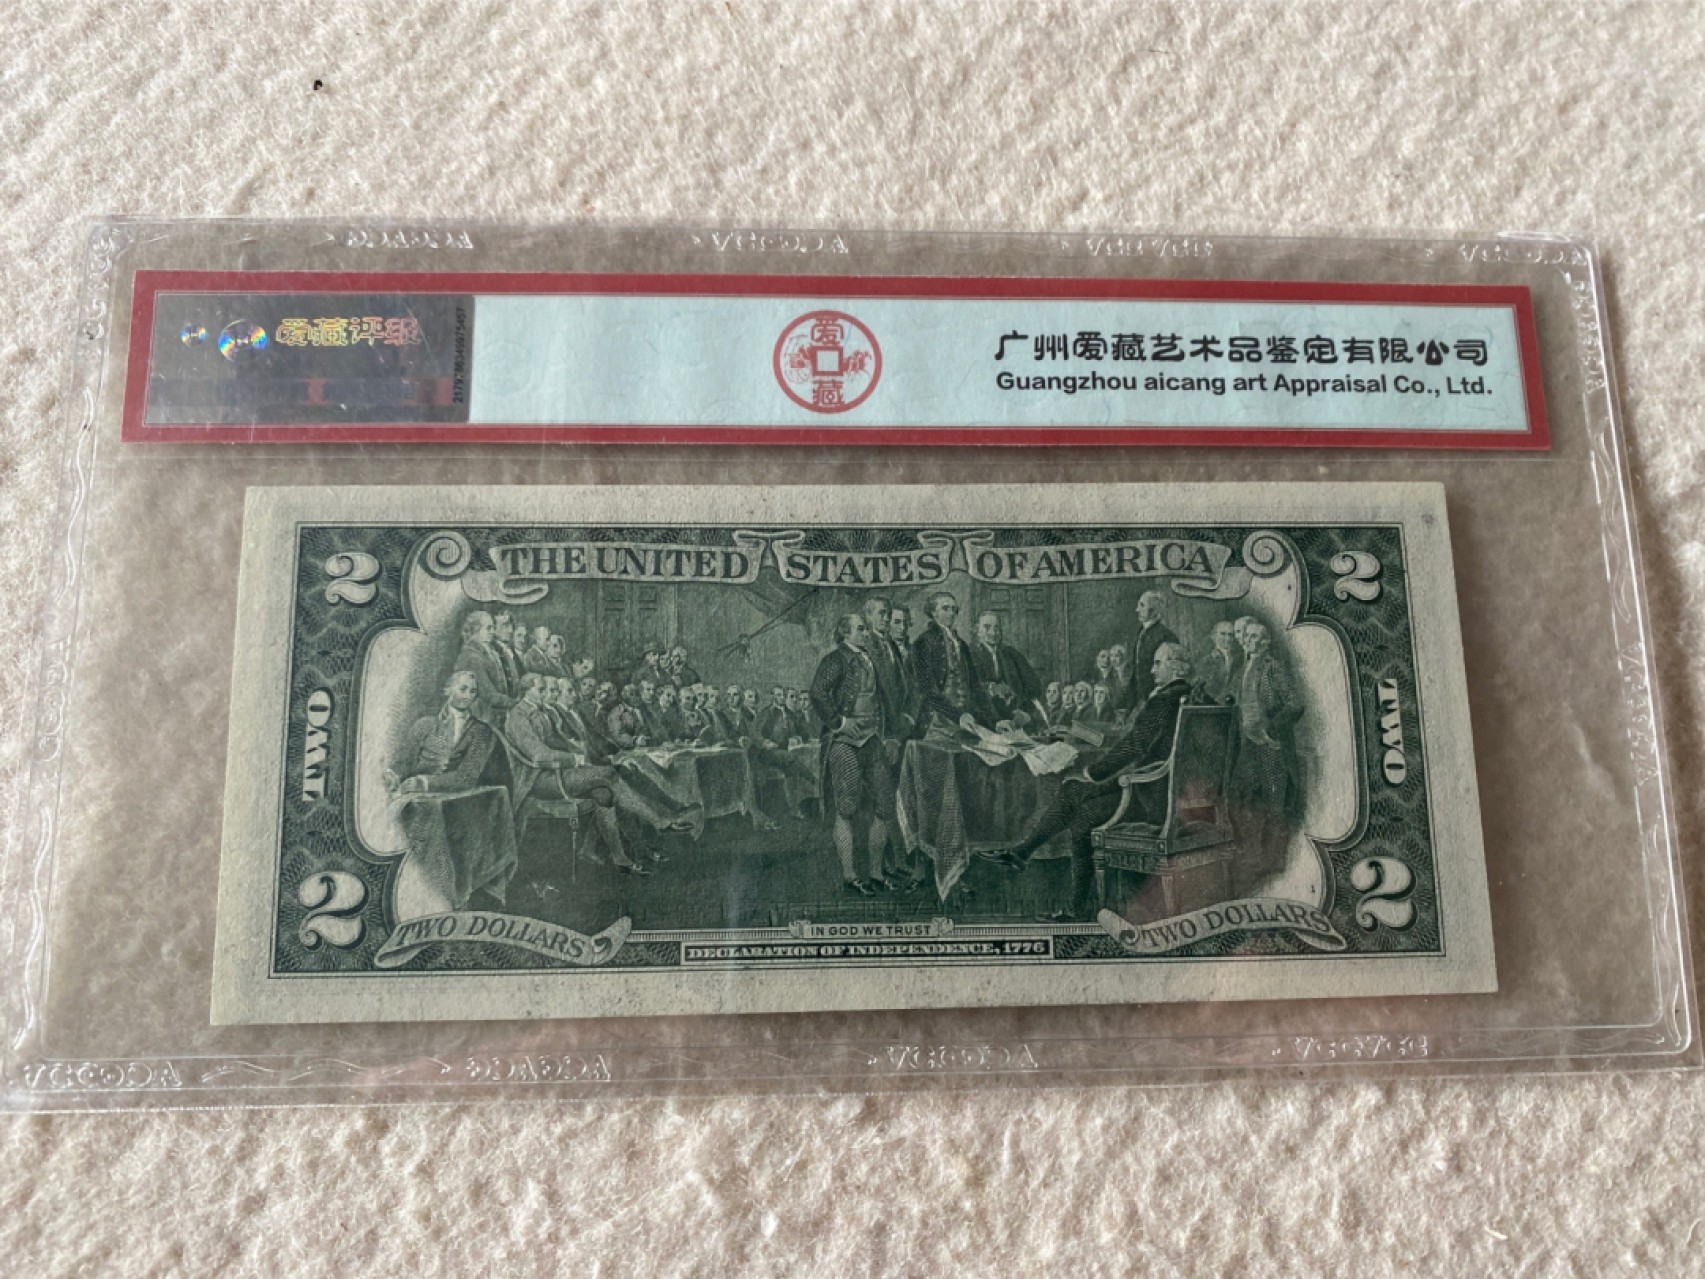 爱藏评级
爱
藏
广州爱藏艺术品鉴定有限公司
Guangzhou aicang art Appraisal Co., Ltd.
2 THE UNITED STATES OF AMERICA 2
TWO
TWO
2
2
TWO DOLLARS
IN GOD WE TRUST
TWO DOLLARS
DECLARATION OF INDEPENDENCE, 1776